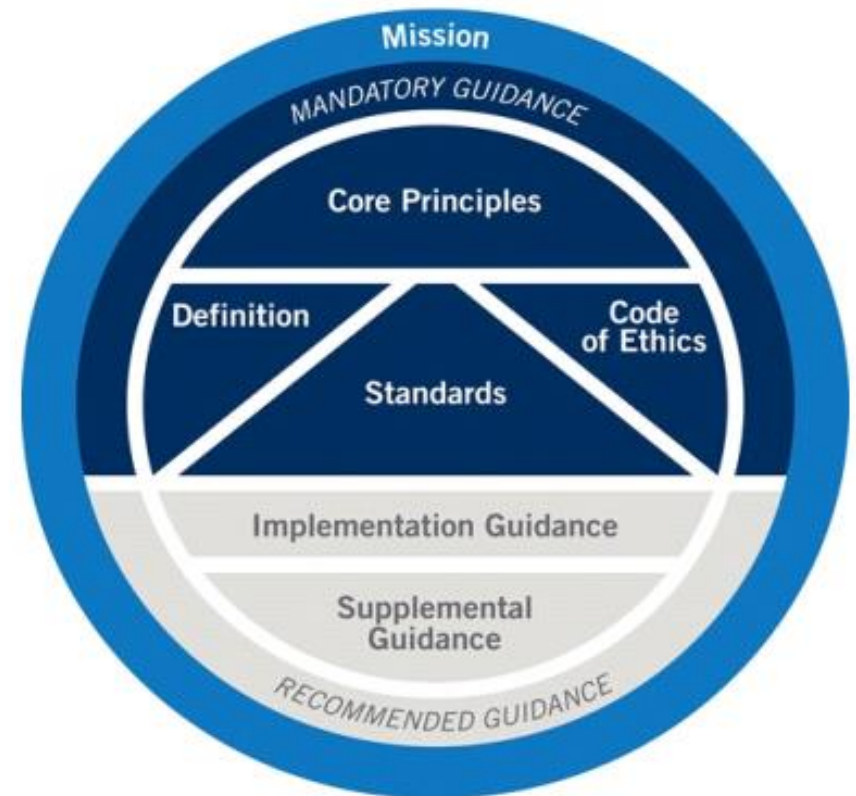 Mission
MANDATORY GUIDANCE
Core Principles
Definition
Code
of Ethics
Standards
Implementation Guidance
Supplemental
Guidance
RECOMMENDED GUIDANCE